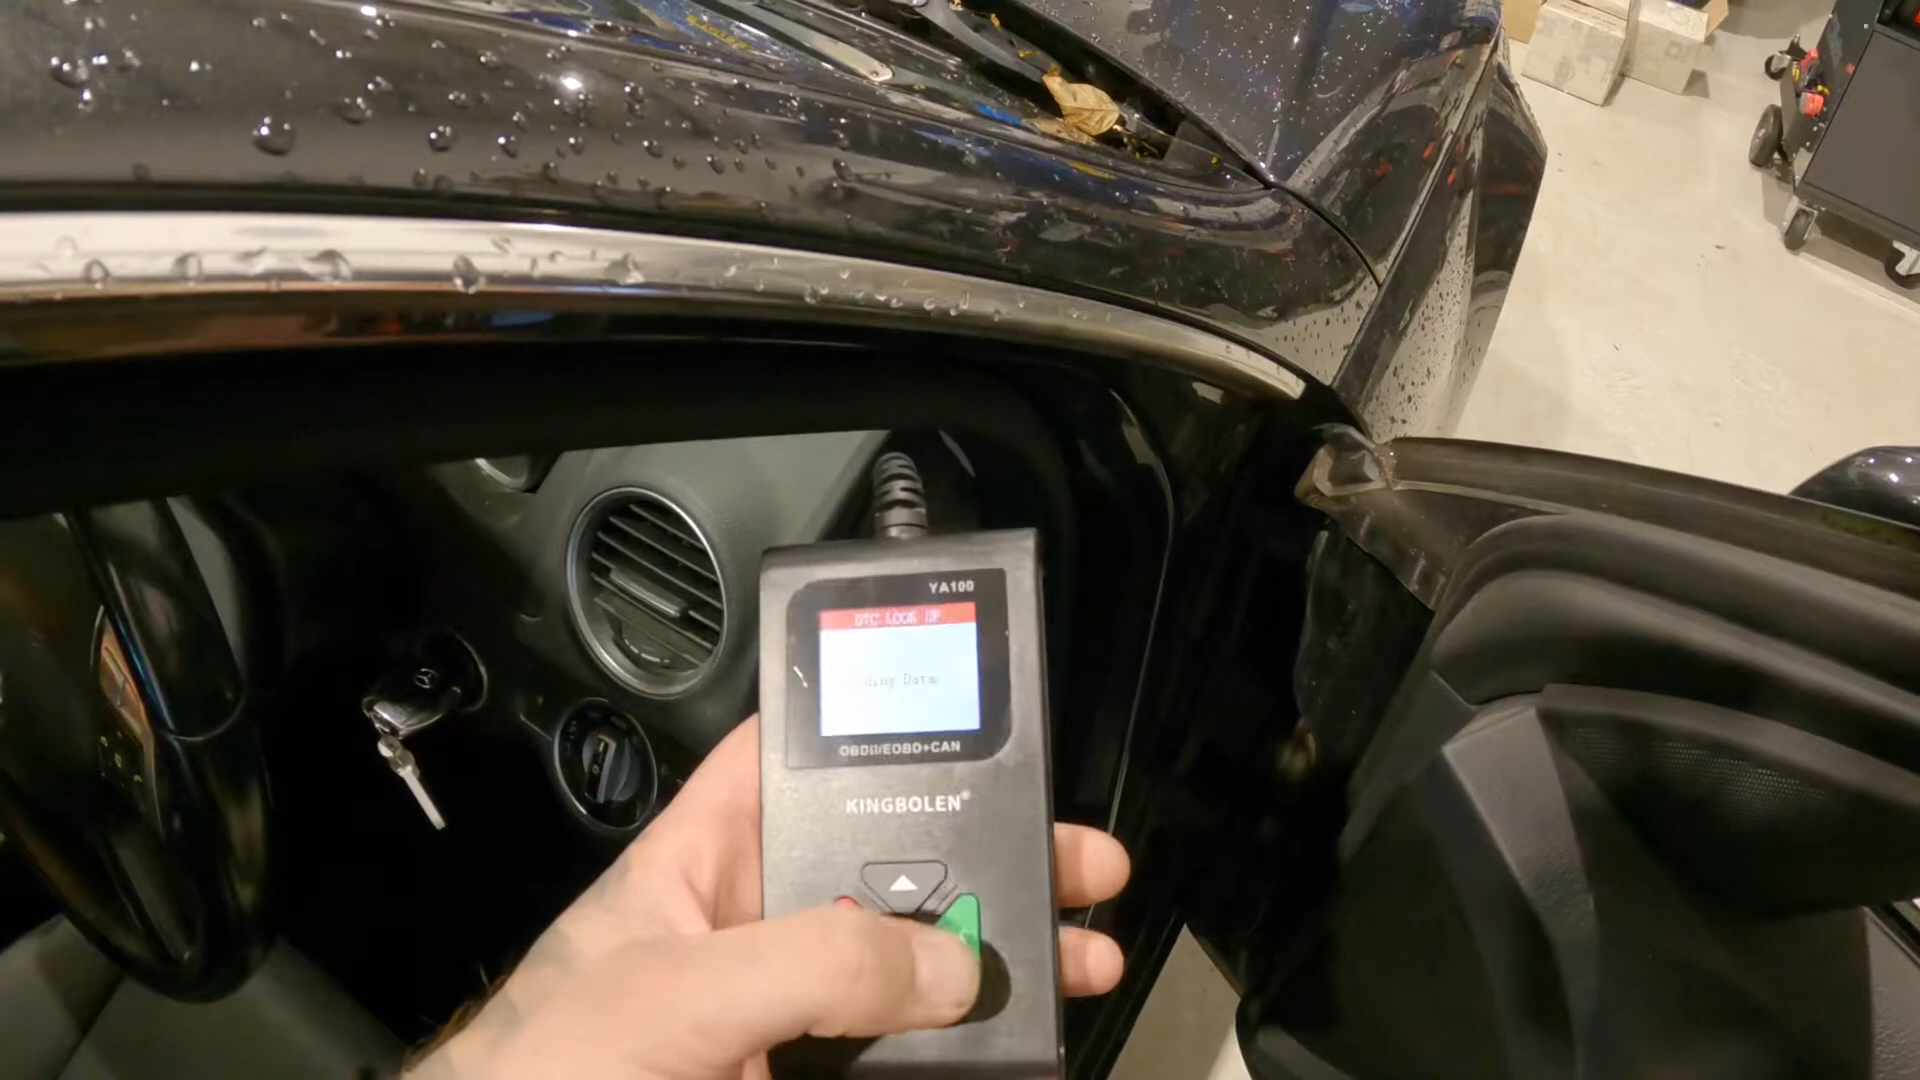 YA100
DTC LOOK UP
Data
OBDII/EOBD+CAN
KINGBOLEN®